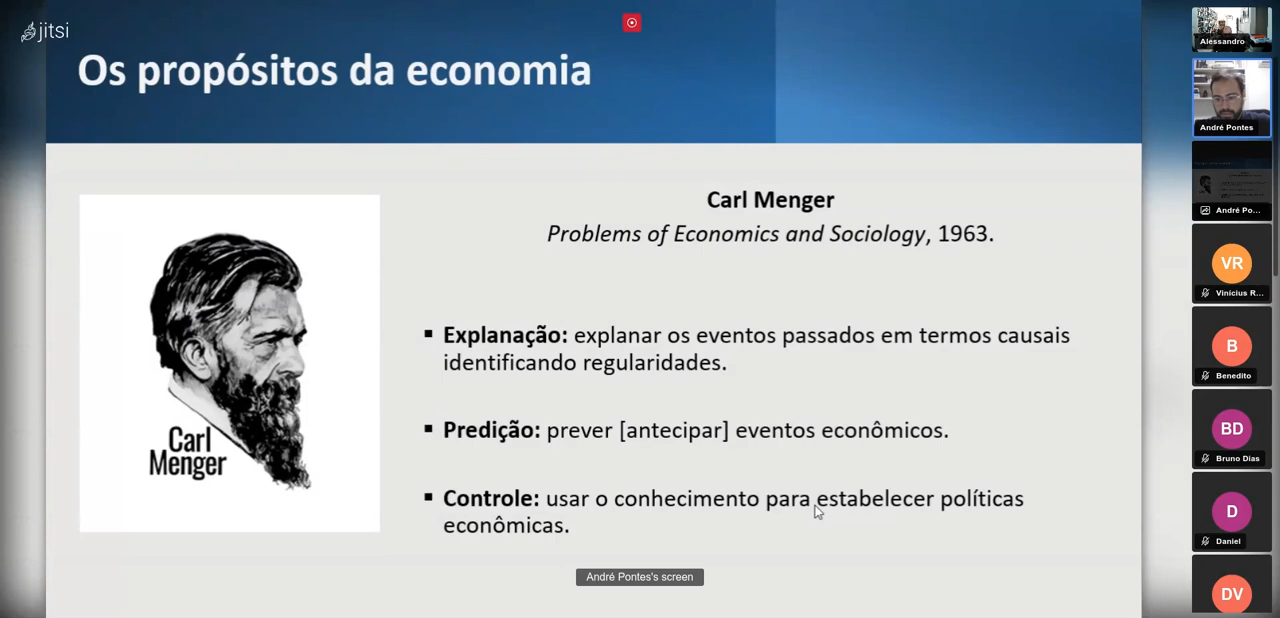 jitsi
Os propósitos da economia
Carl Menger
Problems of Economics and Sociology, 1963.
Explanação: explanar os eventos passados em termos causais
identificando regularidades.
Predição: prever [antecipar] eventos econômicos.
Controle: usar o conhecimento para estabelecer políticas
econômicas.
Carl
Menger
André Pontes's screen
Alessandro
André Pontes
André Po...
VR
Vinícius R...
B
Benedito
BD
Bruno Dias
D
Daniel
DV